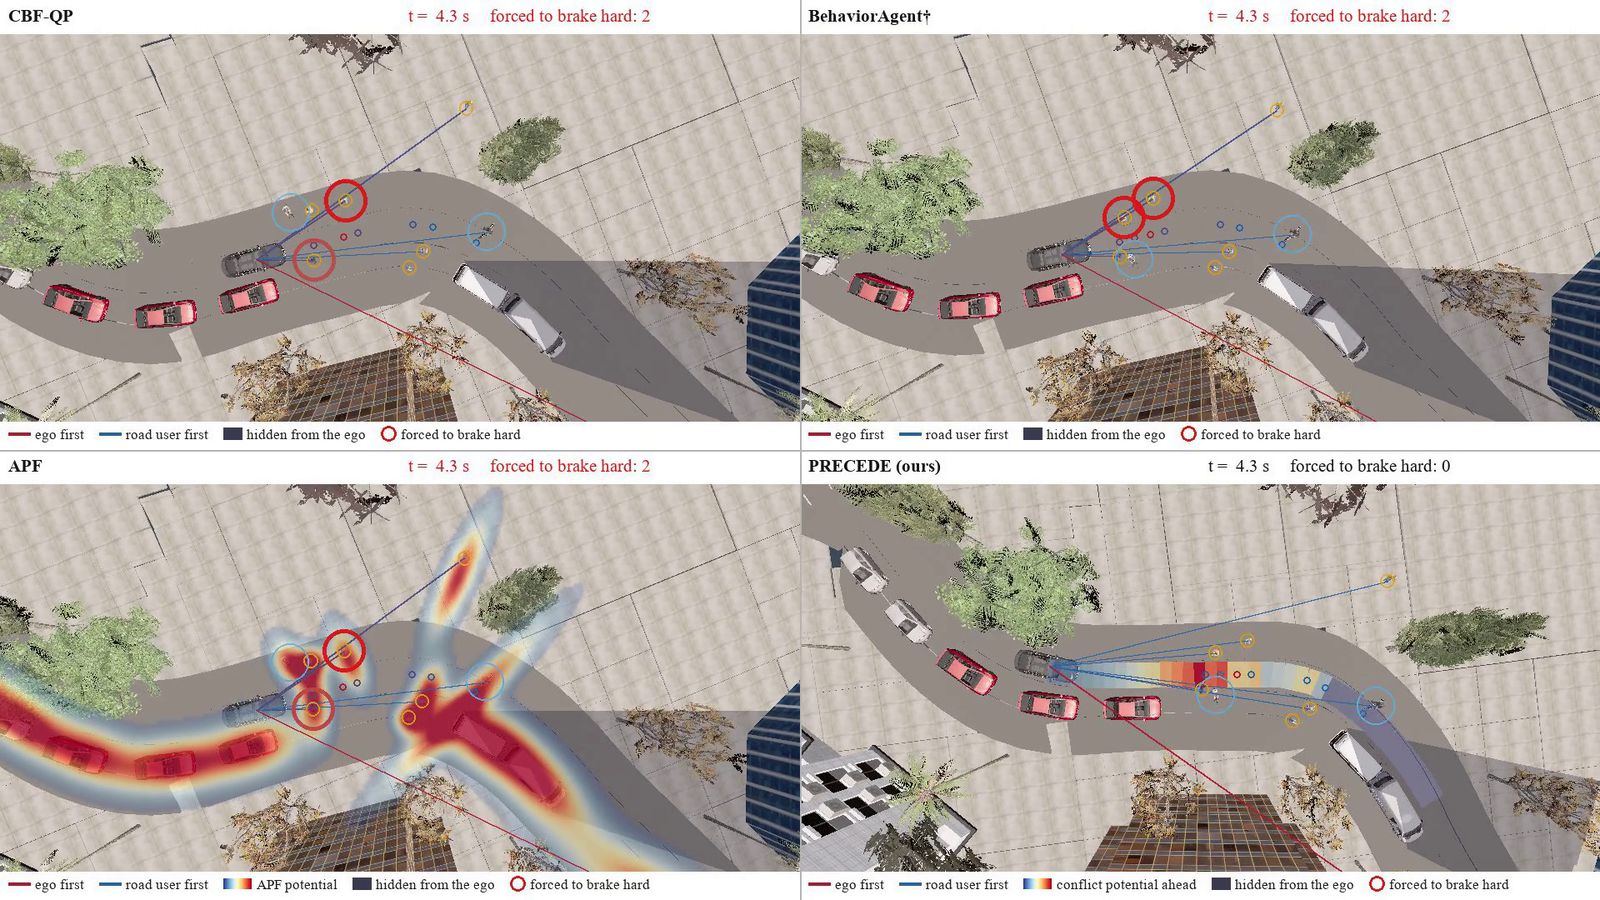 CBF-QP t = 4.3 s forced to brake hard: 2
BehaviorAgent† t = 4.3 s forced to brake hard: 2
ego first road user first hidden from the ego forced to brake hard
ego first road user first hidden from the ego forced to brake hard
APF t = 4.3 s forced to brake hard: 2
PRECEDE (ours) t = 4.3 s forced to brake hard: 0
ego first road user first APF potential hidden from the ego forced to brake hard
ego first road user first conflict potential ahead hidden from the ego forced to brake hard